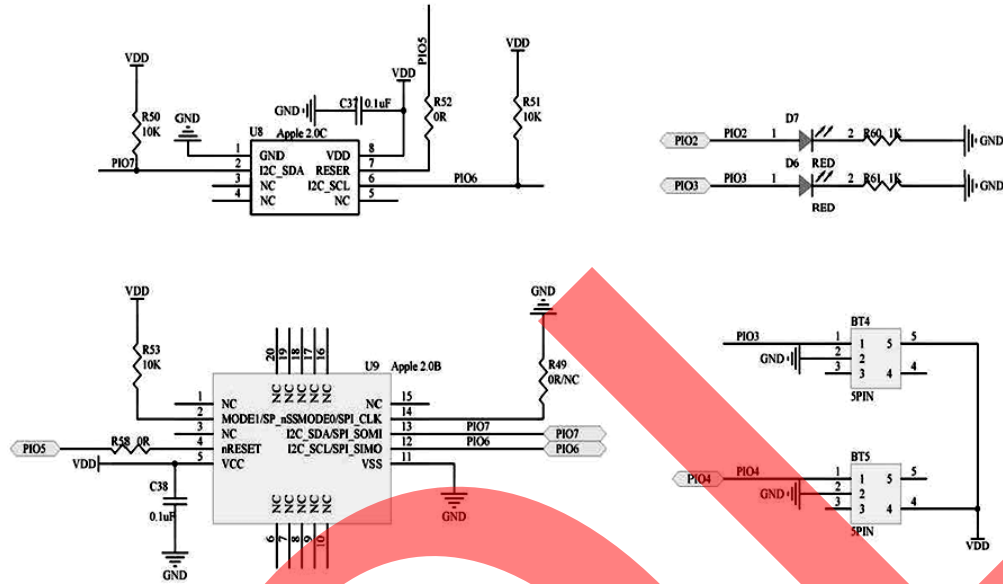 VDD
R50
10K
PIO7
GND
U8 Apple 2.0C
C37 0.1uF
GND
VDD
PIO5
R52
0R
VDD
R51
10K
1 GND VDD 8
2 I2C_SDA RESER 7
3 NC I2C_SCL 6
4 NC NC 5
PIO6
D7
PIO2 PIO2 1 2 R60 1K GND
RED
D6
PIO3 PIO3 1 2 R61 1K GND
RED
VDD
R53
10K
GND
R49
0R/NC
20 19 18 17 16
NC NC NC NC NC
U9 Apple 2.0B
1 NC NC 15
2 MODE1/SP_nSSMODE0/SPI_CLK 14
3 NC I2C_SDA/SPI_SOMI 13 PIO7 PIO7
PIO5 R58 0R 4 nRESET I2C_SCL/SPI_SIMO 12 PIO6 PIO6
VDD 5 VCC VSS 11
C38
0.1uF
GND
NC NC NC NC NC
6 7 8 9 10
GND
BT4
PIO3 1 1 5 5
GND 2 2
3 3 4 4
5PIN
BT5
PIO4 PIO4 1 1 5 5
GND 2 2
3 3 4 4
5PIN
VDD